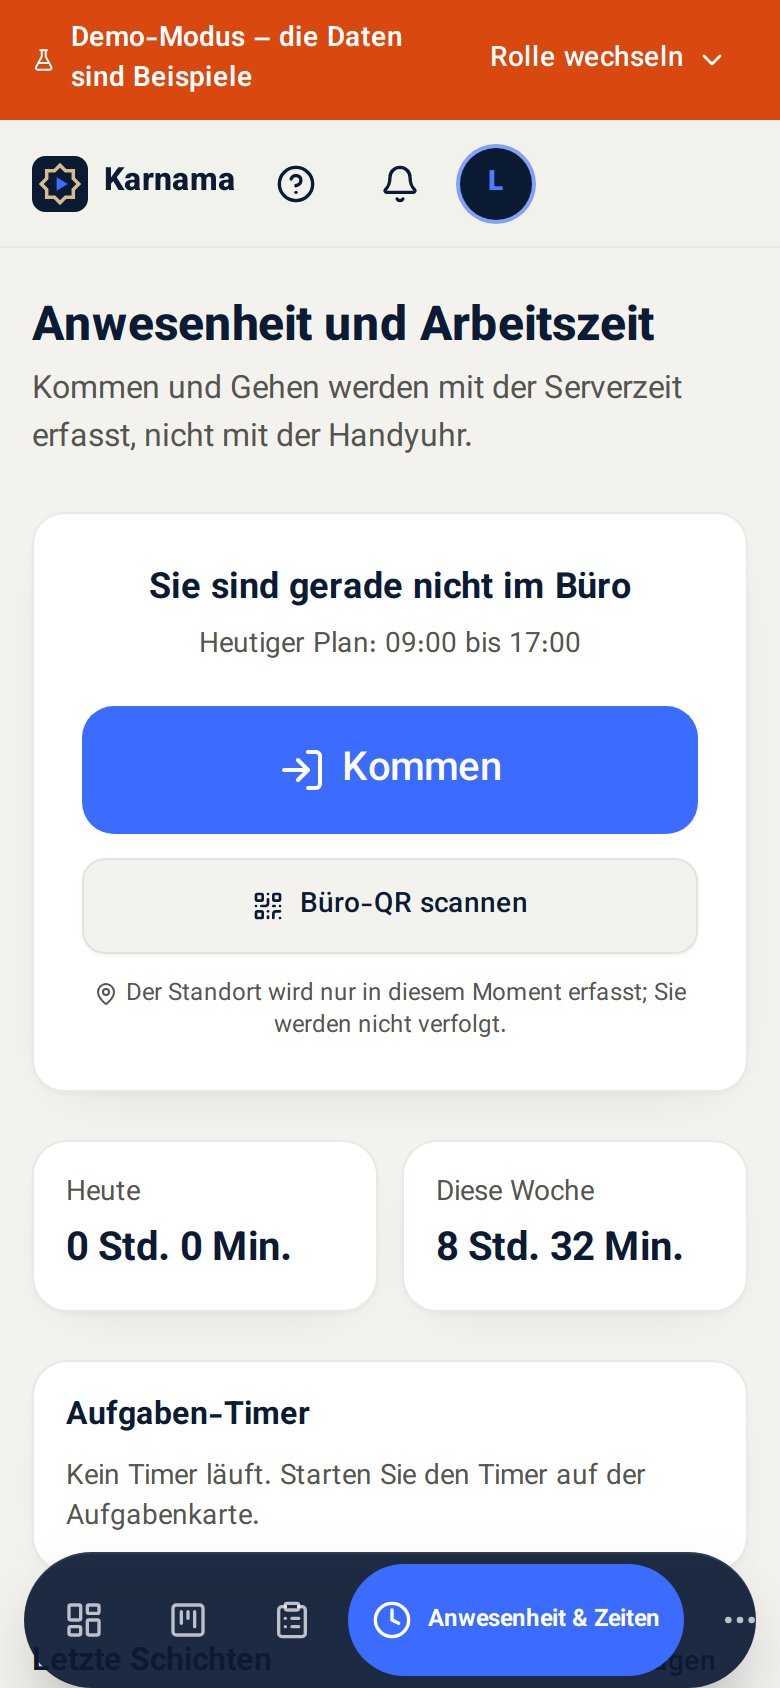 Demo-Modus – die Daten
sind Beispiele
Rolle wechseln
Karnama
L
Anwesenheit und Arbeitszeit
Kommen und Gehen werden mit der Serverzeit
erfasst, nicht mit der Handyuhr.
Sie sind gerade nicht im Büro
Heutiger Plan: 09:00 bis 17:00
Kommen
Büro-QR scannen
Der Standort wird nur in diesem Moment erfasst; Sie
werden nicht verfolgt.
Heute
0 Std. 0 Min.
Diese Woche
8 Std. 32 Min.
Aufgaben-Timer
Kein Timer läuft. Starten Sie den Timer auf der
Aufgabenkarte.
Anwesenheit & Zeiten
Letzte Schichten